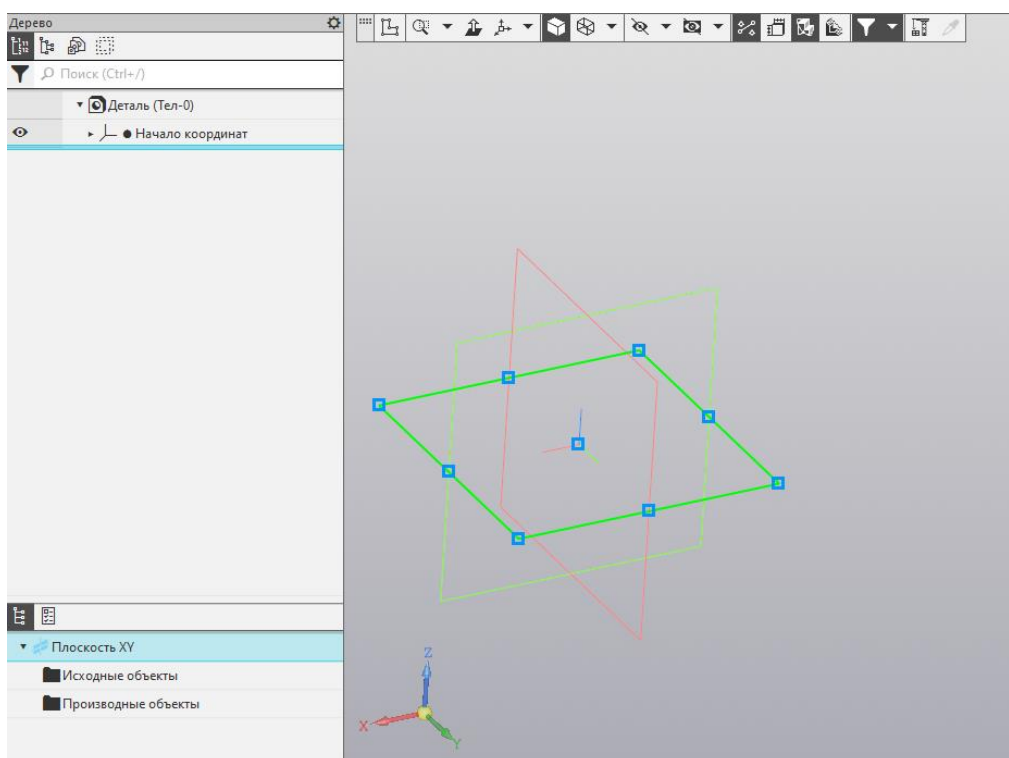 Дерево
Поиск (Ctrl+/)
Деталь (Тел-0)
Начало координат
Плоскость XY
Исходные объекты
Производные объекты
Z
X
Y